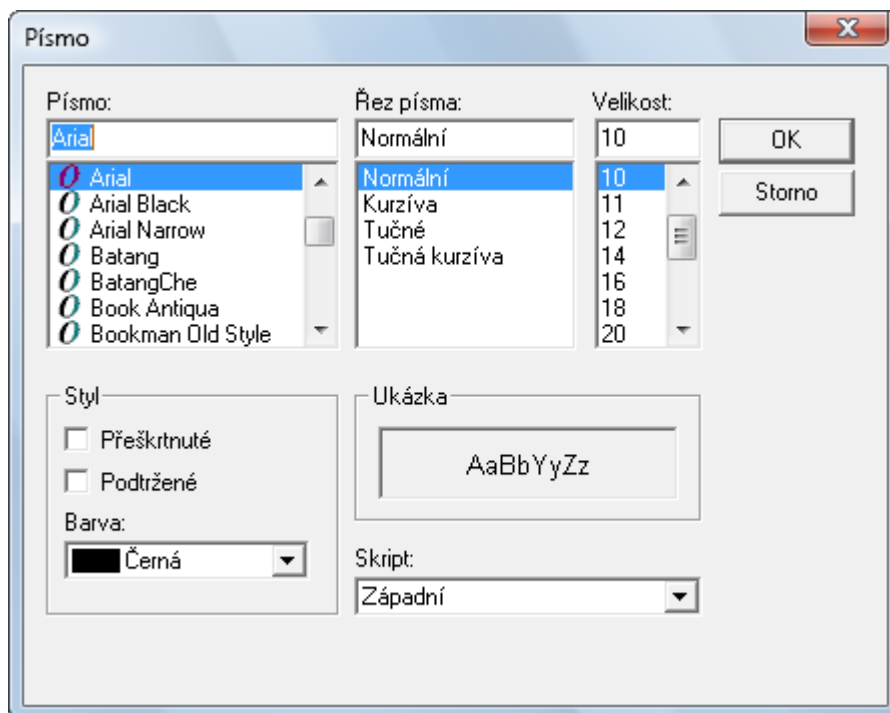 Písmo
Písmo:
Arial
Arial
Arial Black
Arial Narrow
Batang
BatangChe
Book Antiqua
Bookman Old Style
Řez písma:
Normální
Normální
Kurzíva
Tučné
Tučná kurzíva
Velikost:
10
10
11
12
14
16
18
20
OK
Storno
Styl
Přeškrtnuté
Podtržené
Barva:
Černá
Ukázka
AaBbYyZz
Skript:
Západní